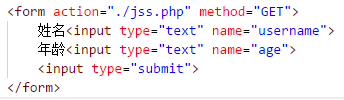 <form action="./jss.php" method="GET">
姓名<input type="text" name="username">
年龄<input type="text" name="age">
<input type="submit">
</form>